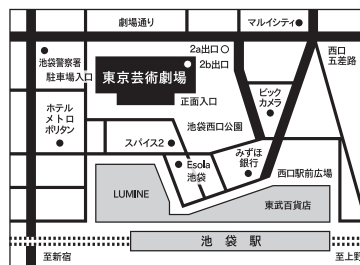 劇場通り
マルイシティ
2a出口
西口
五差路
池袋警察署
駐車場入口
東京芸術劇場
2b出口
正面入口
ビック
カメラ
ホテル
メトロ
ポリタン
池袋西口公園
スパイス2
Esola
池袋
みずほ
銀行
西口駅前広場
LUMINE
東武百貨店
池袋駅
至新宿
至上野